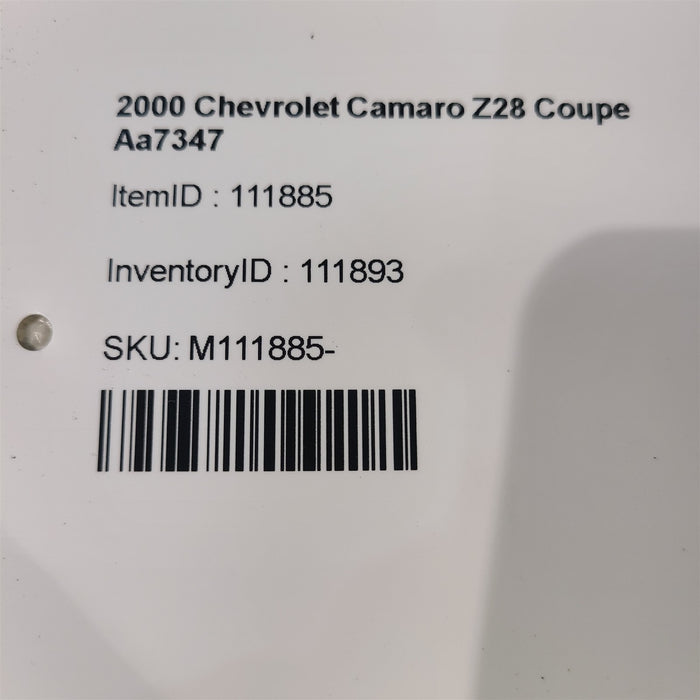 2000 Chevrolet Camaro Z28 Coupe
Aa7347
ItemID : 111885
InventoryID : 111893
SKU: M111885-